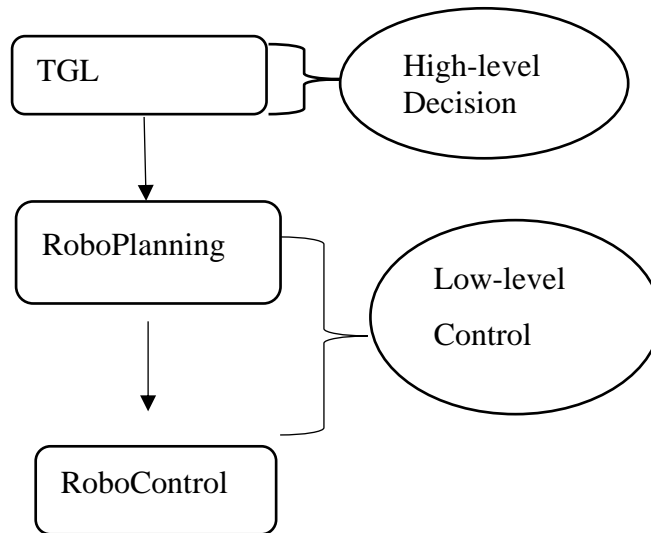 TGL
High-level
Decision
RoboPlanning
Low-level
Control
RoboControl